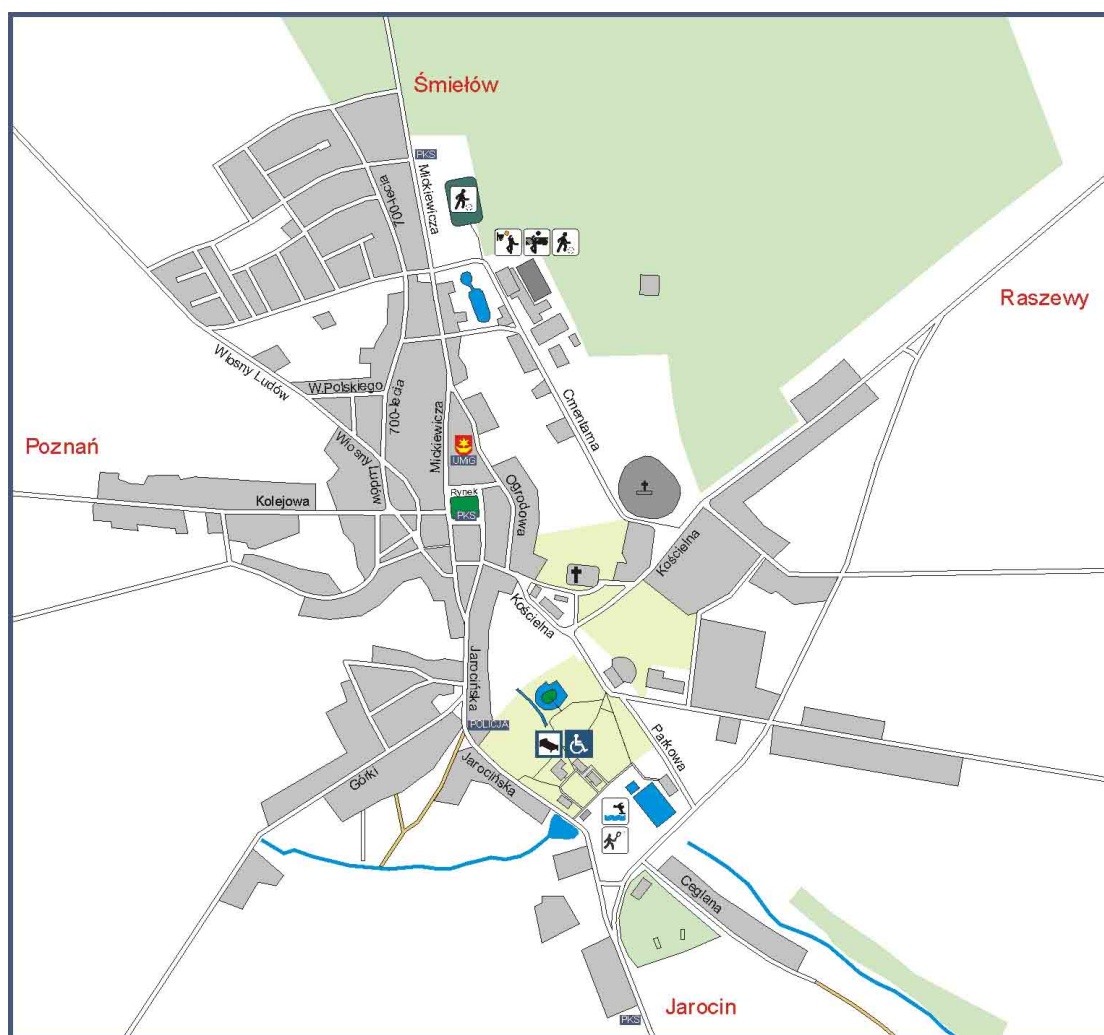 Śmiełów
PKS
Mickiewicza
700-lecia
Raszewy
Wiosny Ludów
W.Polskiego
700-lecia
Mickiewicza
Cmentarna
Poznań
Wiosny Ludów
UMiG
Kolejowa
Rynek
PKS
Ogrodowa
Kościelna
Kościelna
Jarocińska
POLICJA
Parkowa
Górki
Jarocińska
Ceglana
Jarocin
PKS